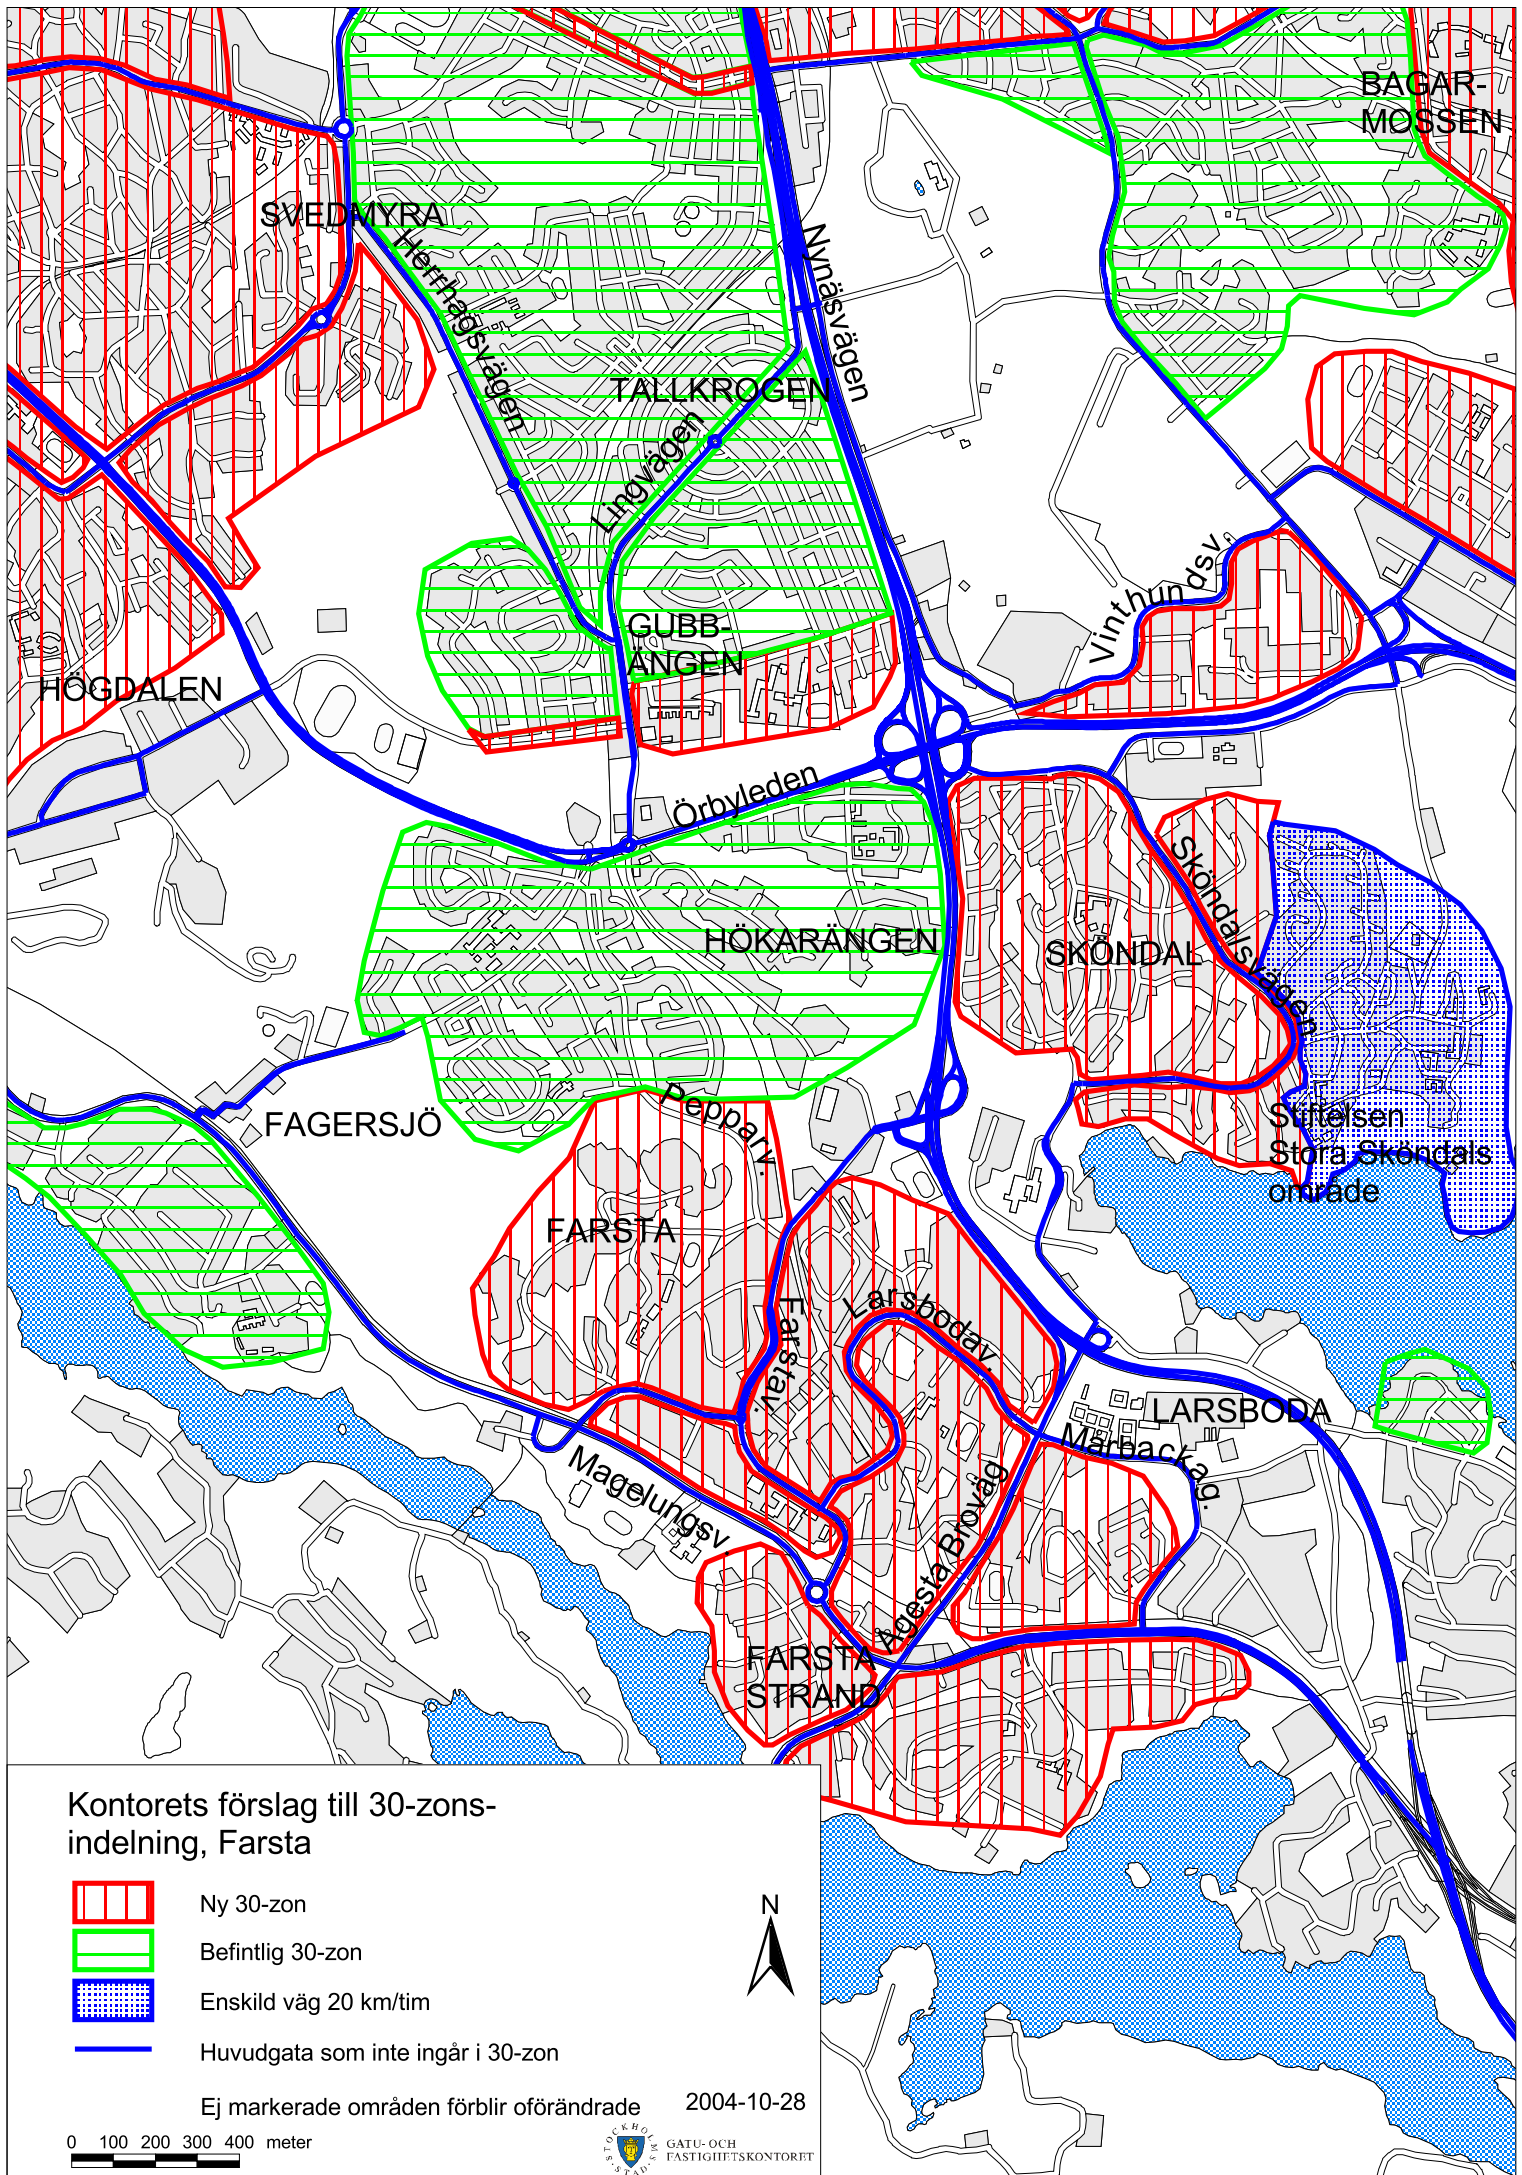 BAGAR-
MOSSEN
SVEDMYRA
Herrhagsvägen
Nynäsvägen
TALLKROGEN
Lingvägen
Vinthundsv.
GUBB-
ÄNGEN
HÖGDALEN
Örbyleden
Sköndalsvägen
HÖKARÄNGEN
SKÖNDAL
FAGERSJÖ
Pepparv.
Stiftelsen
Stora Sköndals
område
FARSTA
Farstav.
Larsbodav.
LARSBODA
Mårbackag.
Magelungsv.
Ågesta Broväg
FARSTA
STRAND
Kontorets förslag till 30-zons-
indelning, Farsta
Ny 30-zon
Befintlig 30-zon
Enskild väg 20 km/tim
Huvudgata som inte ingår i 30-zon
Ej markerade områden förblir oförändrade
2004-10-28
N
0 100 200 300 400 meter
STOCKHOLMS STAD
GATU- OCH
FASTIGHETSKONTORET